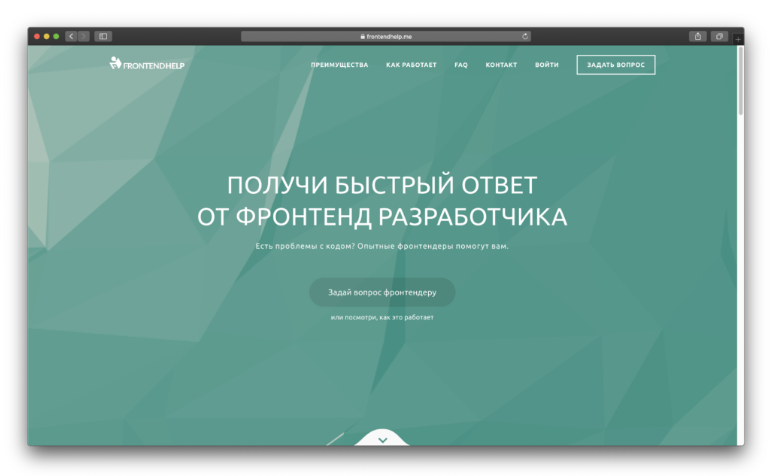 frontendhelp.me
FRONTENDHELP
ПРЕИМУЩЕСТВА КАК РАБОТАЕТ FAQ КОНТАКТ ВОЙТИ ЗАДАТЬ ВОПРОС
ПОЛУЧИ БЫСТРЫЙ ОТВЕТ
ОТ ФРОНТЕНД РАЗРАБОТЧИКА
Есть проблемы с кодом? Опытные фронтендеры помогут вам.
Задай вопрос фронтендеру
или посмотри, как это работает